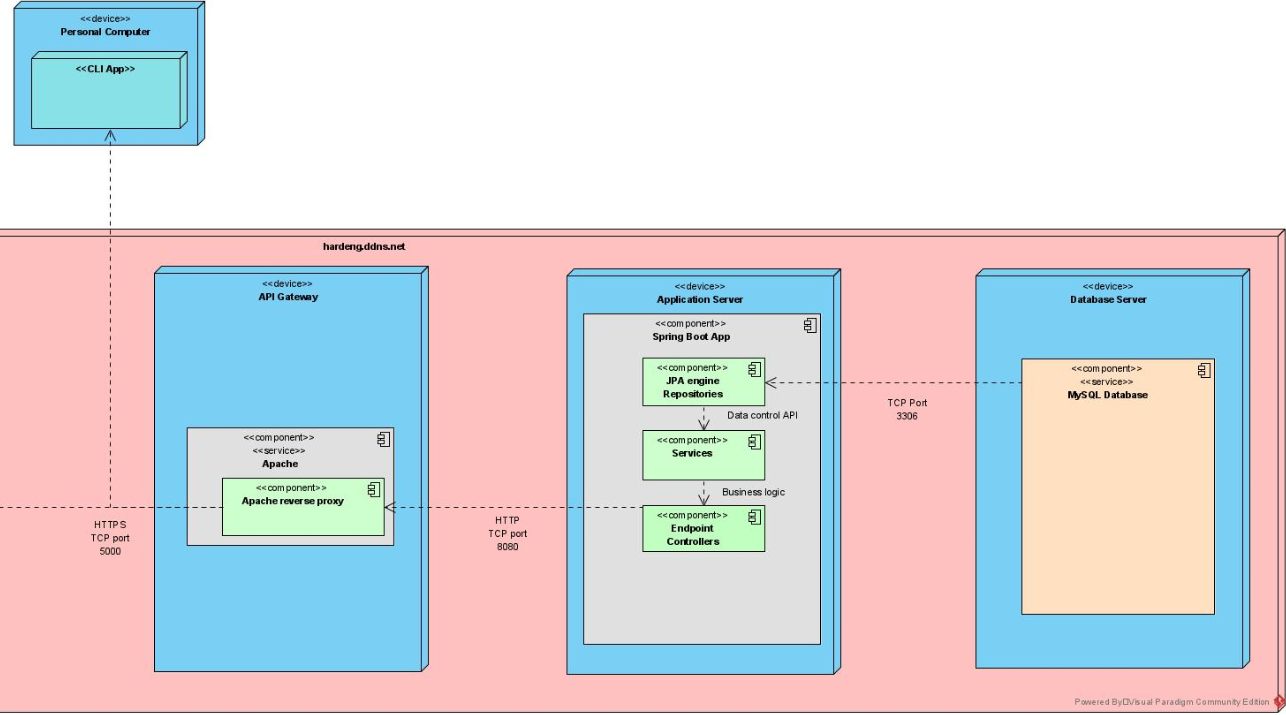 <<device>>
Personal Computer
<<CLI App>>
hardeng.ddns.net
<<device>>
API Gateway
<<component>>
<<service>>
Apache
<<component>>
Apache reverse proxy
HTTPS
TCP port
5000
HTTP
TCP port
8080
<<device>>
Application Server
<<component>>
Spring Boot App
<<component>>
JPA engine
Repositories
Data control API
<<component>>
Services
Business logic
<<component>>
Endpoint
Controllers
TCP Port
3306
<<device>>
Database Server
<<component>>
<<service>>
MySQL Database
Powered By Visual Paradigm Community Edition